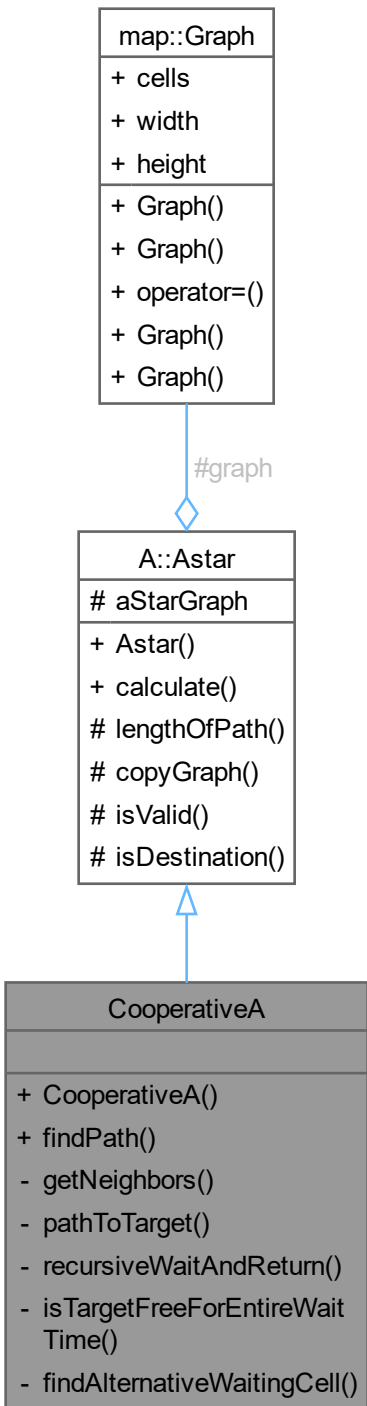 map::Graph
+ cells
+ width
+ height
+ Graph()
+ Graph()
+ operator=()
+ Graph()
+ Graph()
#graph
A::Astar
# aStarGraph
+ Astar()
+ calculate()
# lengthOfPath()
# copyGraph()
# isValid()
# isDestination()
CooperativeA
+ CooperativeA()
+ findPath()
- getNeighbors()
- pathToTarget()
- recursiveWaitAndReturn()
- isTargetFreeForEntireWait
Time()
- findAlternativeWaitingCell()